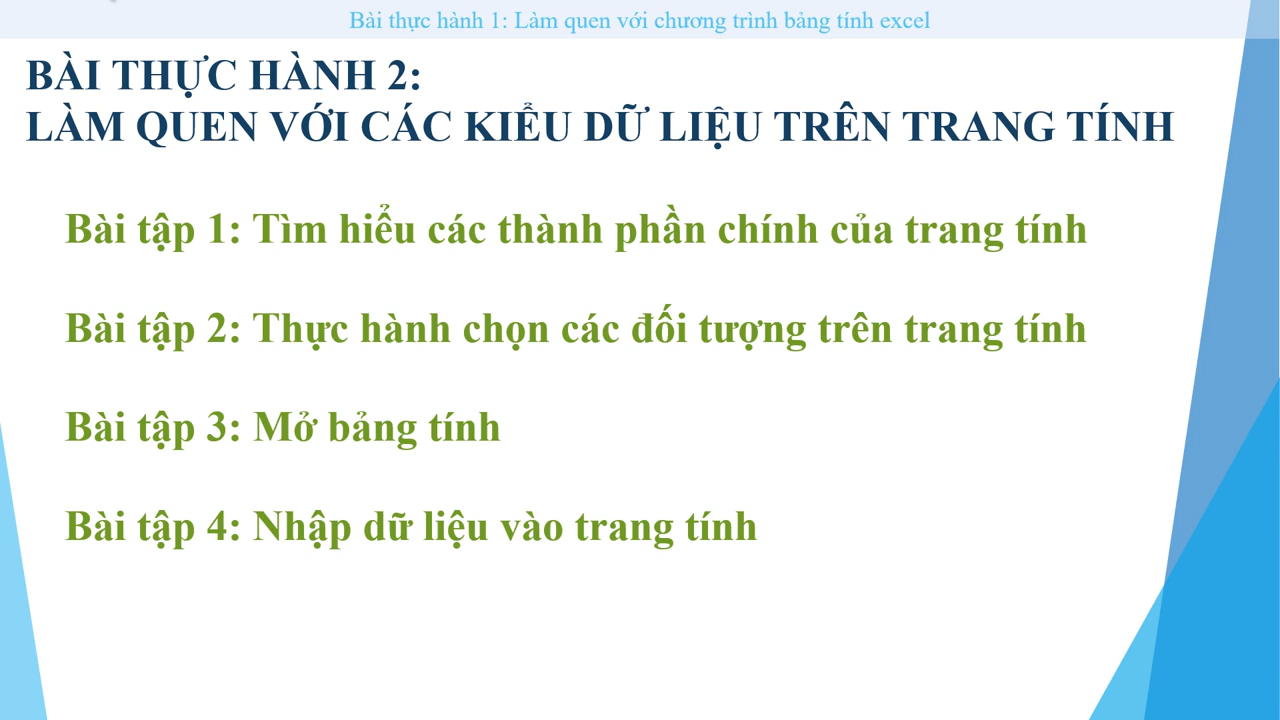 Bài thực hành 1: Làm quen với chương trình bảng tính excel
BÀI THỰC HÀNH 2:
LÀM QUEN VỚI CÁC KIỂU DỮ LIỆU TRÊN TRANG TÍNH
Bài tập 1: Tìm hiểu các thành phần chính của trang tính
Bài tập 2: Thực hành chọn các đối tượng trên trang tính
Bài tập 3: Mở bảng tính
Bài tập 4: Nhập dữ liệu vào trang tính